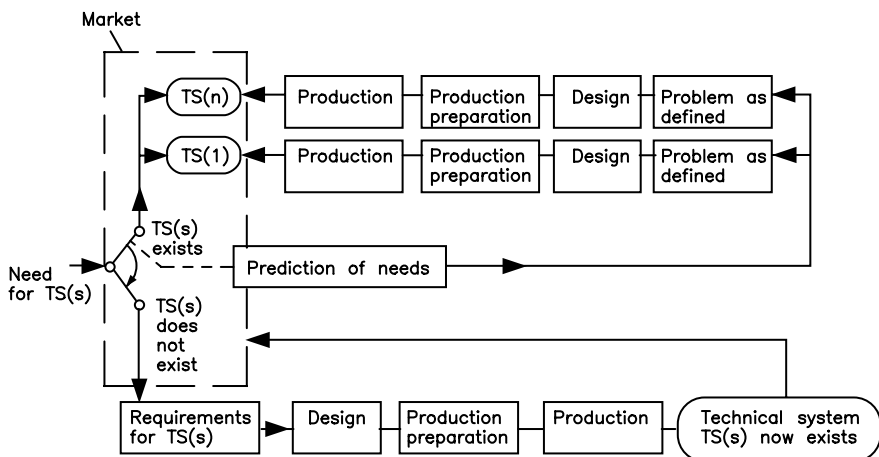 Market
TS(n)
Production
Production
preparation
Design
Problem as
defined
TS(1)
Production
Production
preparation
Design
Problem as
defined
TS(s)
exists
Need
for TS(s)
Prediction of needs
TS(s)
does
not
exist
Requirements
for TS(s)
Design
Production
preparation
Production
Technical system
TS(s) now exists